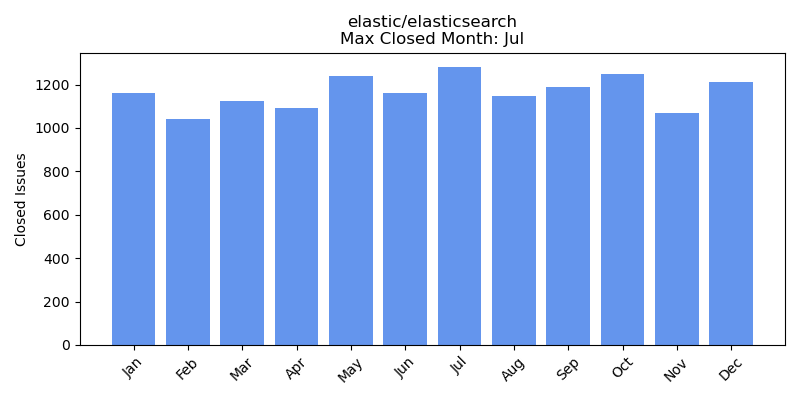 elastic/elasticsearch
Max Closed Month: Jul
Closed Issues
1200
1000
800
600
400
200
0
Jan
Feb
Mar
Apr
May
Jun
Jul
Aug
Sep
Oct
Nov
Dec